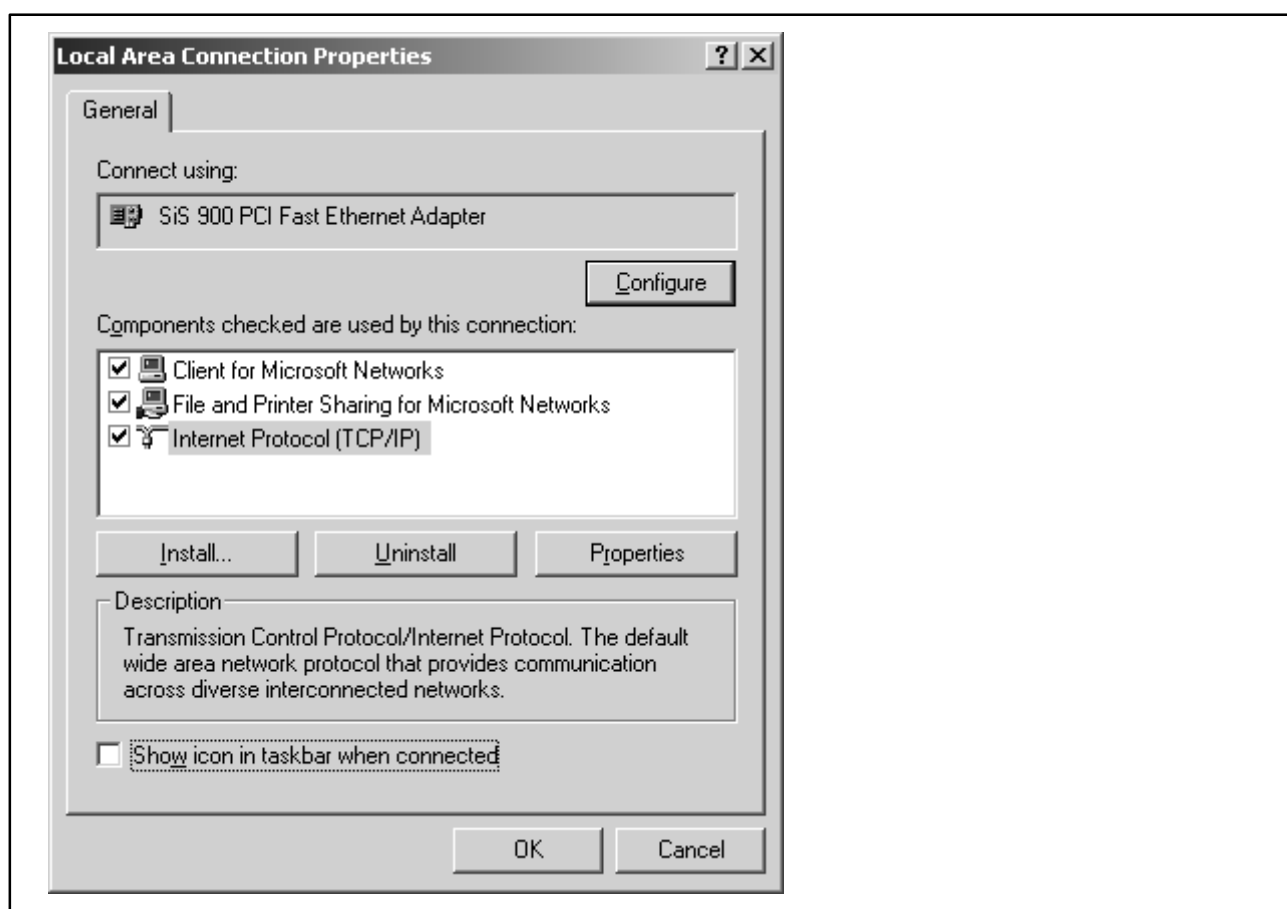 Local Area Connection Properties
General
Connect using:
SiS 900 PCI Fast Ethernet Adapter
Configure
Components checked are used by this connection:
Client for Microsoft Networks
File and Printer Sharing for Microsoft Networks
Internet Protocol (TCP/IP)
Install... Uninstall Properties
Description
Transmission Control Protocol/Internet Protocol. The default
wide area network protocol that provides communication
across diverse interconnected networks.
Show icon in taskbar when connected
OK Cancel